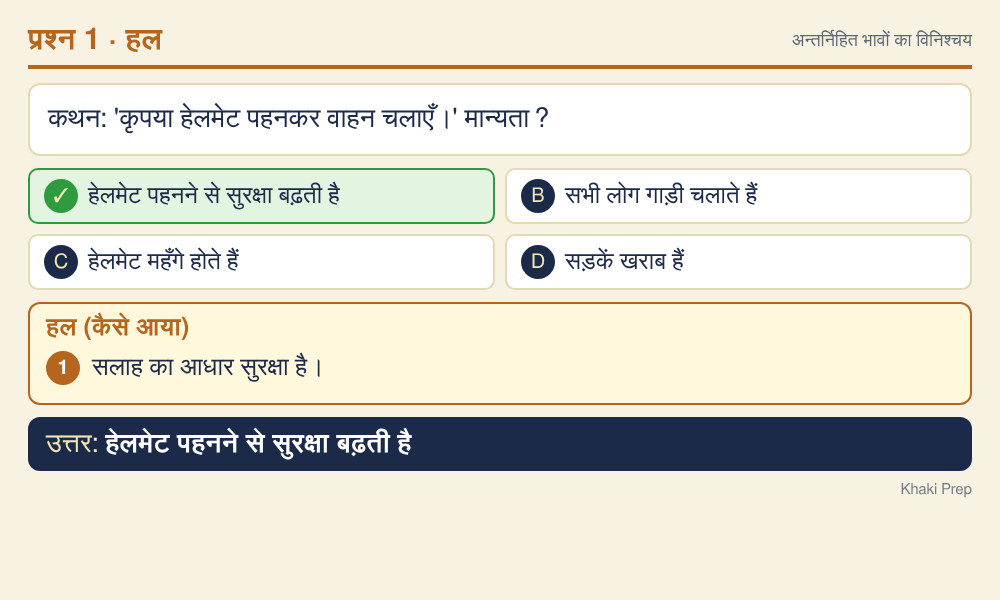 प्रश्न 1 · हल
अन्तर्निहित भावों का विनिश्चय
कथन: 'कृपया हेलमेट पहनकर वाहन चलाएँ।' मान्यता ?
✓ हेलमेट पहनने से सुरक्षा बढ़ती है
B सभी लोग गाड़ी चलाते हैं
C हेलमेट महँगे होते हैं
D सड़कें खराब हैं
हल (कैसे आया)
1 सलाह का आधार सुरक्षा है।
उत्तर: हेलमेट पहनने से सुरक्षा बढ़ती है
Khaki Prep